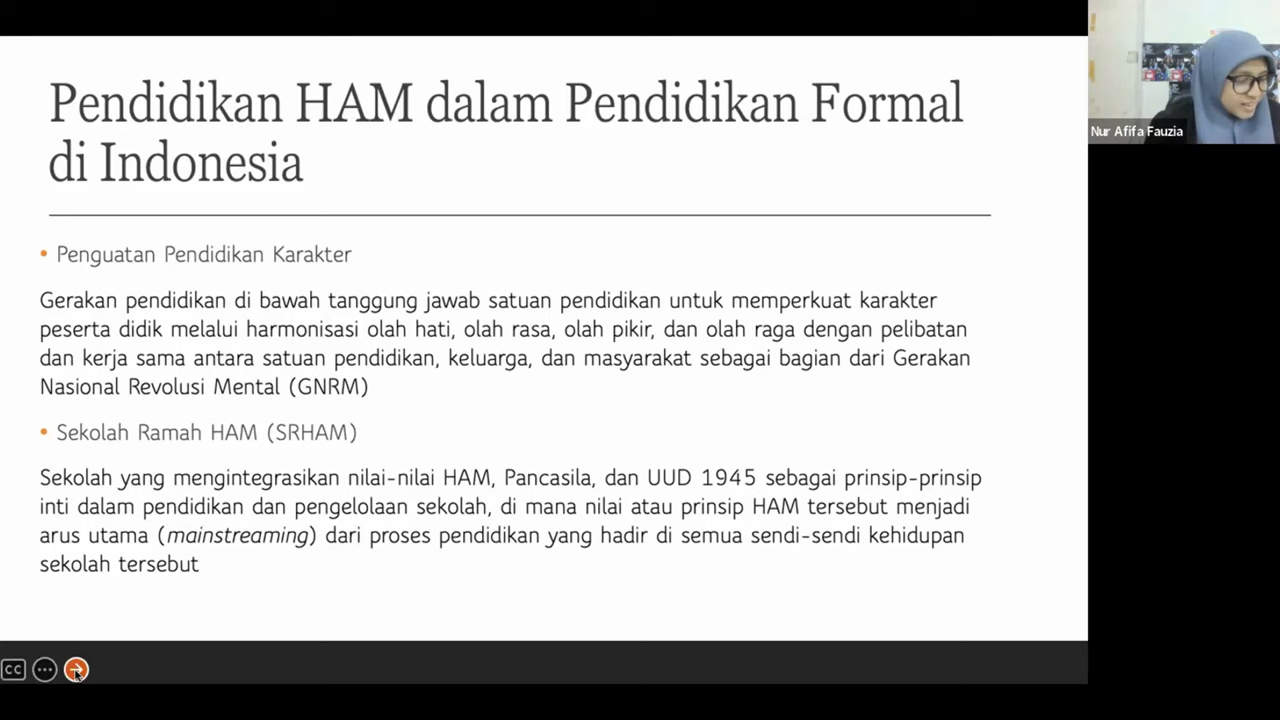 Pendidikan HAM dalam Pendidikan Formal
di Indonesia
• Penguatan Pendidikan Karakter
Gerakan pendidikan di bawah tanggung jawab satuan pendidikan untuk memperkuat karakter
peserta didik melalui harmonisasi olah hati, olah rasa, olah pikir, dan olah raga dengan pelibatan
dan kerja sama antara satuan pendidikan, keluarga, dan masyarakat sebagai bagian dari Gerakan
Nasional Revolusi Mental (GNRM)
• Sekolah Ramah HAM (SRHAM)
Sekolah yang mengintegrasikan nilai-nilai HAM, Pancasila, dan UUD 1945 sebagai prinsip-prinsip
inti dalam pendidikan dan pengelolaan sekolah, di mana nilai atau prinsip HAM tersebut menjadi
arus utama (mainstreaming) dari proses pendidikan yang hadir di semua sendi-sendi kehidupan
sekolah tersebut
Nur Afifa Fauzia
CC